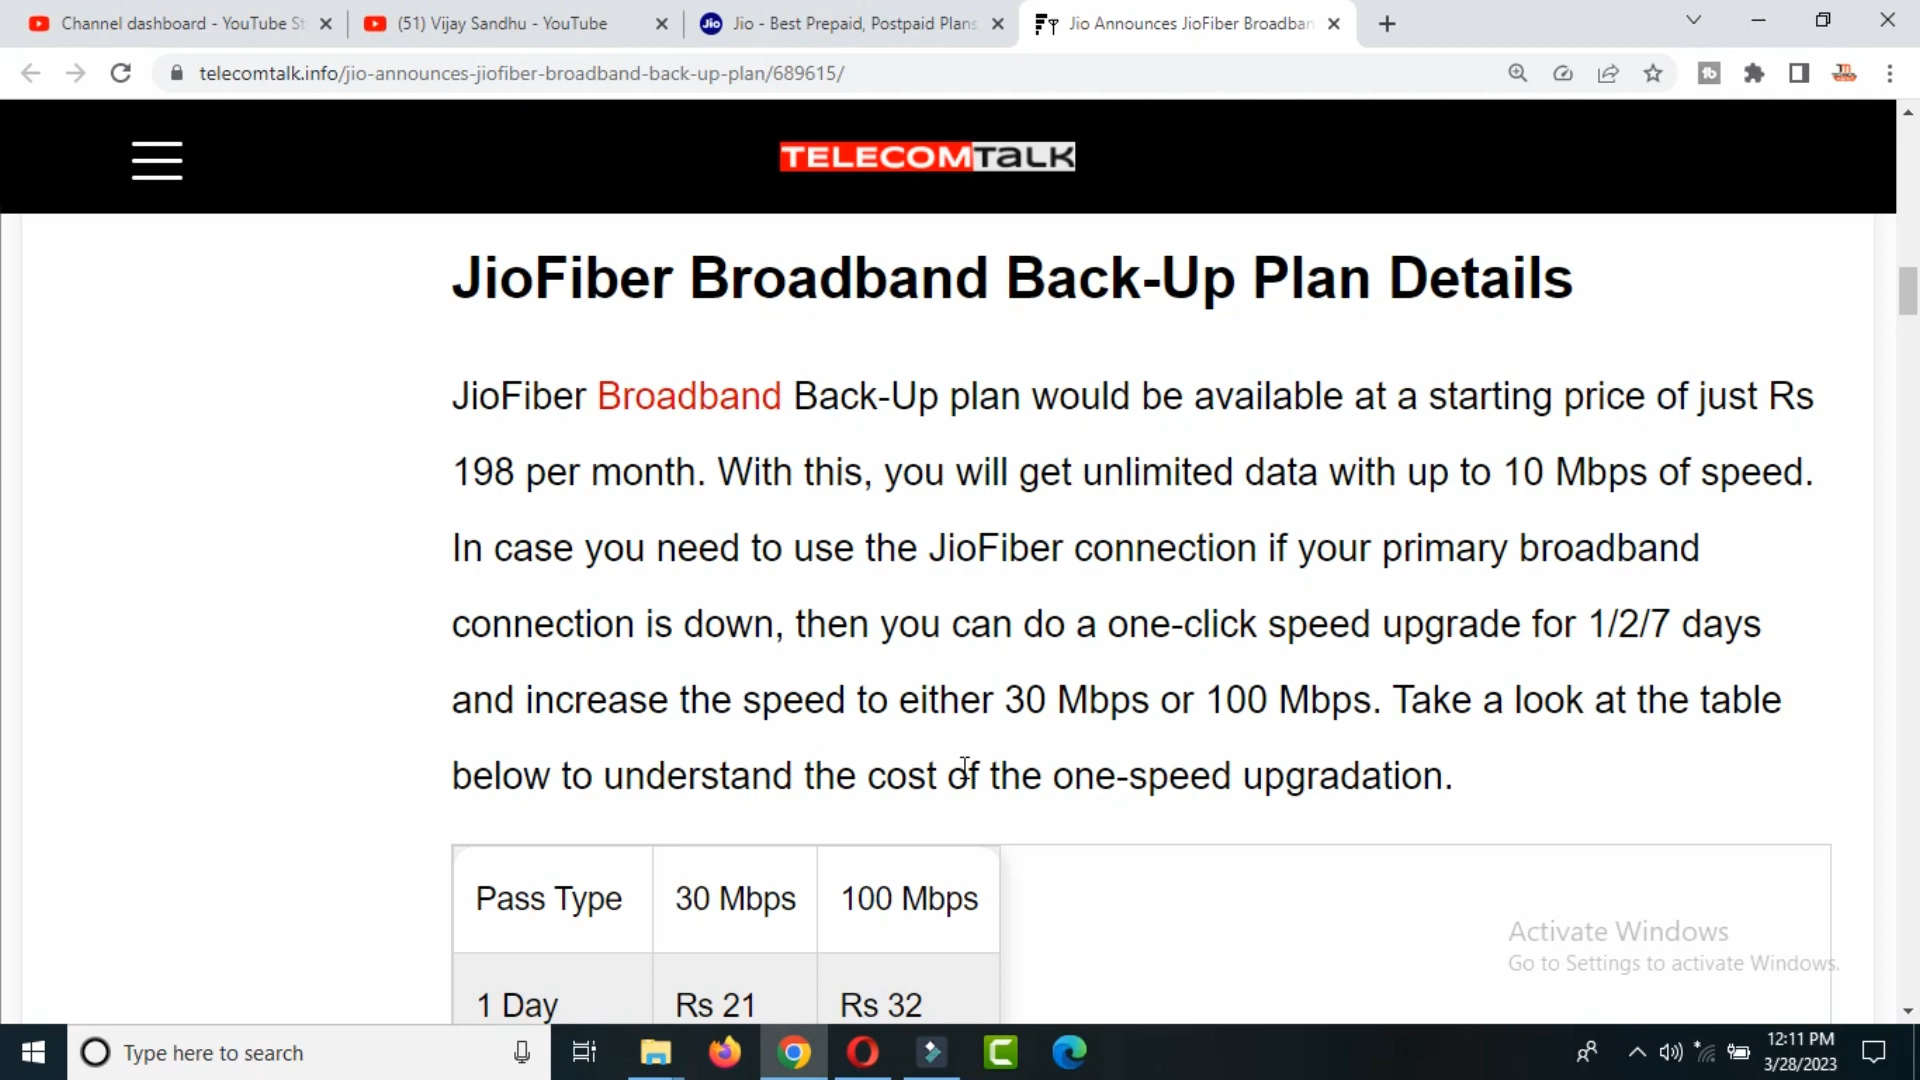 Channel dashboard - YouTube St
(51) Vijay Sandhu - YouTube
Jio
Jio - Best Prepaid, Postpaid Plans
Jio Announces JioFiber Broadban
telecomtalk.info/jio-announces-jiofiber-broadband-back-up-plan/689615/
TELECOMTALK
JioFiber Broadband Back-Up Plan Details
JioFiber Broadband Back-Up plan would be available at a starting price of just Rs
198 per month. With this, you will get unlimited data with up to 10 Mbps of speed.
In case you need to use the JioFiber connection if your primary broadband
connection is down, then you can do a one-click speed upgrade for 1/2/7 days
and increase the speed to either 30 Mbps or 100 Mbps. Take a look at the table
below to understand the cost of the one-speed upgradation.
Pass Type 30 Mbps 100 Mbps
1 Day Rs 21 Rs 32
Activate Windows
Go to Settings to activate Windows.
Type here to search
12:11 PM
3/28/2023